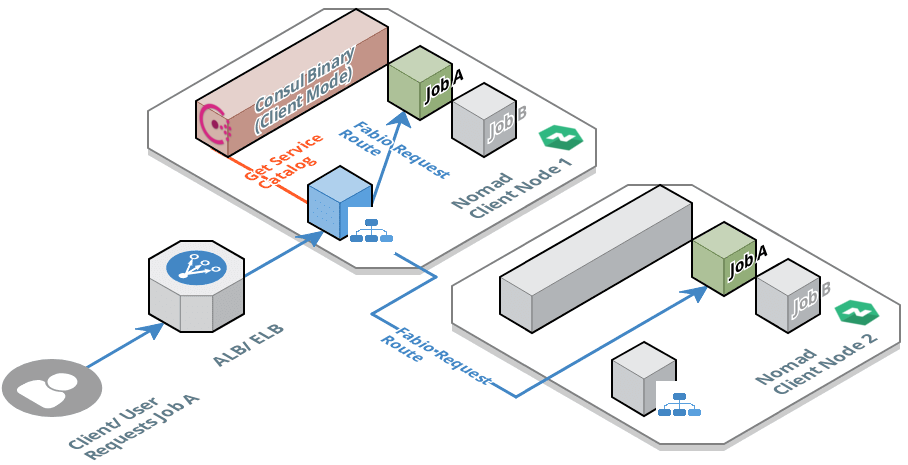 Consul Binary
(Client Mode)
Job A
Job B
Get Service
Catalog
Fabio Request
Route
Nomad
Client Node 1
Job A
Job B
ALB/ ELB
Fabio Request
Route
Nomad
Client Node 2
Client/ User
Requests Job A